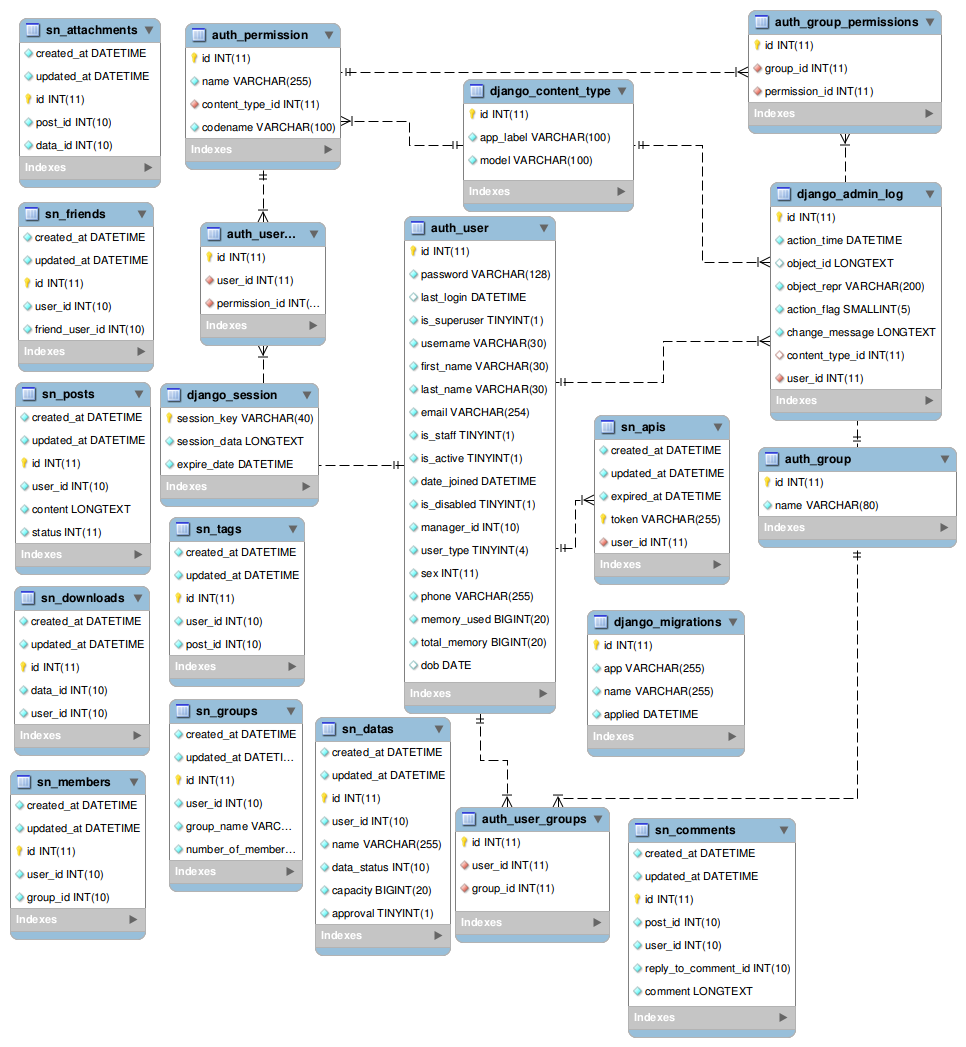 sn_attachments
created_at DATETIME
updated_at DATETIME
id INT(11)
post_id INT(10)
data_id INT(10)
Indexes
auth_permission
id INT(11)
name VARCHAR(255)
content_type_id INT(11)
codename VARCHAR(100)
Indexes
django_content_type
id INT(11)
app_label VARCHAR(100)
model VARCHAR(100)
Indexes
auth_group_permissions
id INT(11)
group_id INT(11)
permission_id INT(11)
Indexes
sn_friends
created_at DATETIME
updated_at DATETIME
id INT(11)
user_id INT(10)
friend_user_id INT(10)
Indexes
auth_user...
id INT(11)
user_id INT(11)
permission_id INT(...
Indexes
auth_user
id INT(11)
password VARCHAR(128)
last_login DATETIME
is_superuser TINYINT(1)
username VARCHAR(30)
first_name VARCHAR(30)
last_name VARCHAR(30)
email VARCHAR(254)
is_staff TINYINT(1)
is_active TINYINT(1)
date_joined DATETIME
is_disabled TINYINT(1)
manager_id INT(10)
user_type TINYINT(4)
sex INT(11)
phone VARCHAR(255)
memory_used BIGINT(20)
total_memory BIGINT(20)
dob DATE
Indexes
django_admin_log
id INT(11)
action_time DATETIME
object_id LONGTEXT
object_repr VARCHAR(200)
action_flag SMALLINT(5)
change_message LONGTEXT
content_type_id INT(11)
user_id INT(11)
Indexes
sn_posts
created_at DATETIME
updated_at DATETIME
id INT(11)
user_id INT(10)
content LONGTEXT
status INT(11)
Indexes
django_session
session_key VARCHAR(40)
session_data LONGTEXT
expire_date DATETIME
Indexes
sn_apis
created_at DATETIME
updated_at DATETIME
expired_at DATETIME
token VARCHAR(255)
user_id INT(11)
Indexes
auth_group
id INT(11)
name VARCHAR(80)
Indexes
sn_tags
created_at DATETIME
updated_at DATETIME
id INT(11)
user_id INT(10)
post_id INT(10)
Indexes
sn_downloads
created_at DATETIME
updated_at DATETIME
id INT(11)
data_id INT(10)
user_id INT(10)
Indexes
django_migrations
id INT(11)
app VARCHAR(255)
name VARCHAR(255)
applied DATETIME
Indexes
sn_groups
created_at DATETIME
updated_at DATETI...
id INT(11)
user_id INT(10)
group_name VARC...
number_of_member...
Indexes
sn_datas
created_at DATETIME
updated_at DATETIME
id INT(11)
user_id INT(10)
name VARCHAR(255)
data_status INT(10)
capacity BIGINT(20)
approval TINYINT(1)
Indexes
sn_members
created_at DATETIME
updated_at DATETIME
id INT(11)
user_id INT(10)
group_id INT(10)
Indexes
auth_user_groups
id INT(11)
user_id INT(11)
group_id INT(11)
Indexes
sn_comments
created_at DATETIME
updated_at DATETIME
id INT(11)
post_id INT(10)
user_id INT(10)
reply_to_comment_id INT(10)
comment LONGTEXT
Indexes